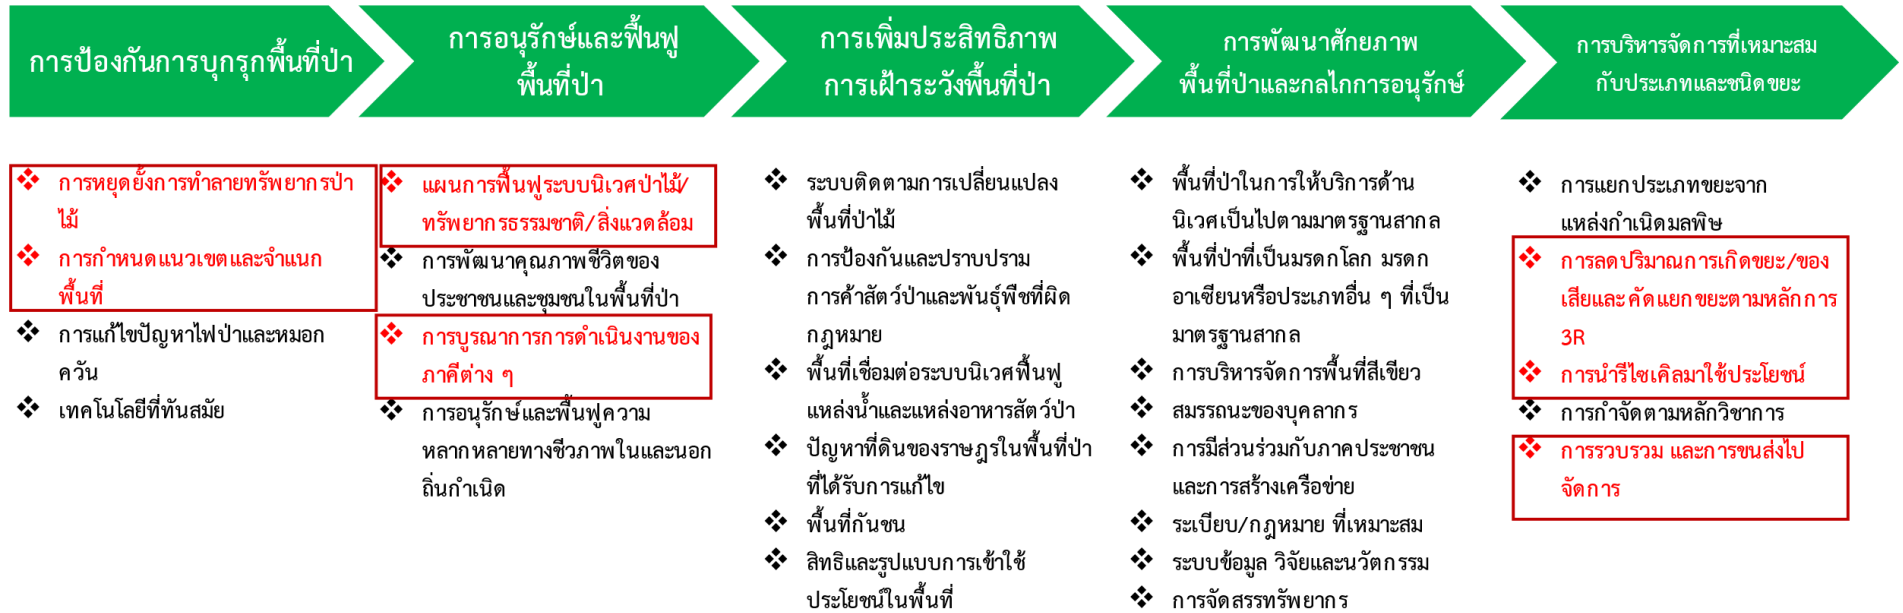 การป้องกันการบุกรุกพื้นที่ป่า
การอนุรักษ์และฟื้นฟู
พื้นที่ป่า
การเพิ่มประสิทธิภาพ
การเฝ้าระวังพื้นที่ป่า
การพัฒนาศักยภาพ
พื้นที่ป่าและกลไกการอนุรักษ์
การบริหารจัดการที่เหมาะสม
กับประเภทและชนิดขยะ
❖ การหยุดยั้งการทำลายทรัพยากรป่า
ไม้
❖ การกำหนดแนวเขตและจำแนก
พื้นที่
❖ การแก้ไขปัญหาไฟป่าและหมอก
ควัน
❖ เทคโนโลยีที่ทันสมัย
❖ แผนการฟื้นฟูระบบนิเวศป่าไม้/
ทรัพยากรธรรมชาติ/สิ่งแวดล้อม
❖ การพัฒนาคุณภาพชีวิตของ
ประชาชนและชุมชนในพื้นที่ป่า
❖ การบูรณาการการดำเนินงานของ
ภาคีต่าง ๆ
❖ การอนุรักษ์และฟื้นฟูความ
หลากหลายทางชีวภาพในและนอก
ถิ่นกำเนิด
❖ ระบบติดตามการเปลี่ยนแปลง
พื้นที่ป่าไม้
❖ การป้องกันและปราบปราม
การค้าสัตว์ป่าและพันธุ์พืชที่ผิด
กฎหมาย
❖ พื้นที่เชื่อมต่อระบบนิเวศฟื้นฟู
แหล่งน้ำและแหล่งอาหารสัตว์ป่า
❖ ปัญหาที่ดินของราษฎรในพื้นที่ป่า
ที่ได้รับการแก้ไข
❖ พื้นที่กันชน
❖ สิทธิและรูปแบบการเข้าใช้
ประโยชน์ในพื้นที่
❖ พื้นที่ป่าในการให้บริการด้าน
นิเวศเป็นไปตามมาตรฐานสากล
❖ พื้นที่ป่าที่เป็นมรดกโลก มรดก
อาเซียนหรือประเภทอื่น ๆ ที่เป็น
มาตรฐานสากล
❖ การบริหารจัดการพื้นที่สีเขียว
❖ สมรรถนะของบุคลากร
❖ การมีส่วนร่วมกับภาคประชาชน
และการสร้างเครือข่าย
❖ ระเบียบ/กฎหมาย ที่เหมาะสม
❖ ระบบข้อมูล วิจัยและนวัตกรรม
❖ การจัดสรรทรัพยากร
❖ การแยกประเภทขยะจาก
แหล่งกำเนิดมลพิษ
❖ การลดปริมาณการเกิดขยะ/ของ
เสียและคัดแยกขยะตามหลักการ
3R
❖ การนำรีไซเคิลมาใช้ประโยชน์
❖ การกำจัดตามหลักวิชาการ
❖ การรวบรวม และการขนส่งไป
จัดการ